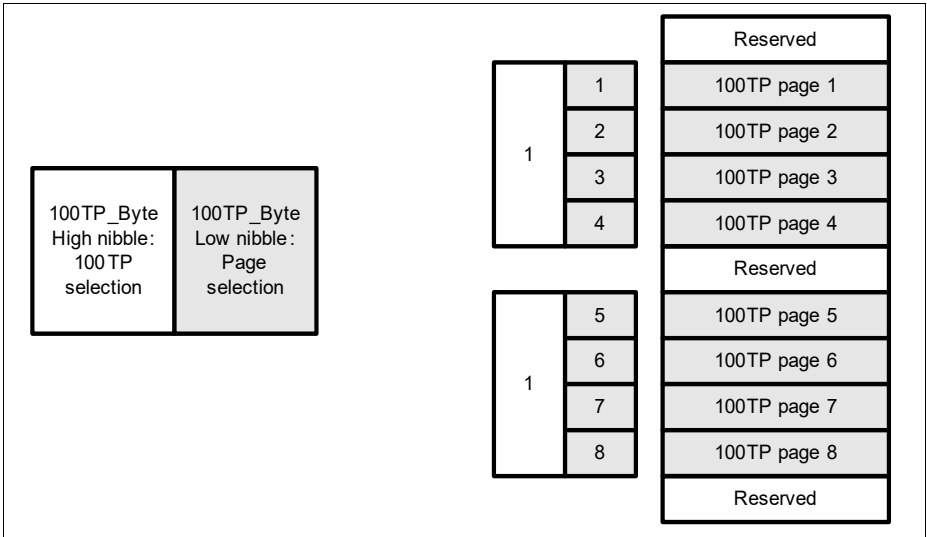 100TP_Byte
High nibble:
100TP
selection
100TP_Byte
Low nibble:
Page
selection
1
1
2
3
4
1
5
6
7
8
Reserved
100TP page 1
100TP page 2
100TP page 3
100TP page 4
Reserved
100TP page 5
100TP page 6
100TP page 7
100TP page 8
Reserved